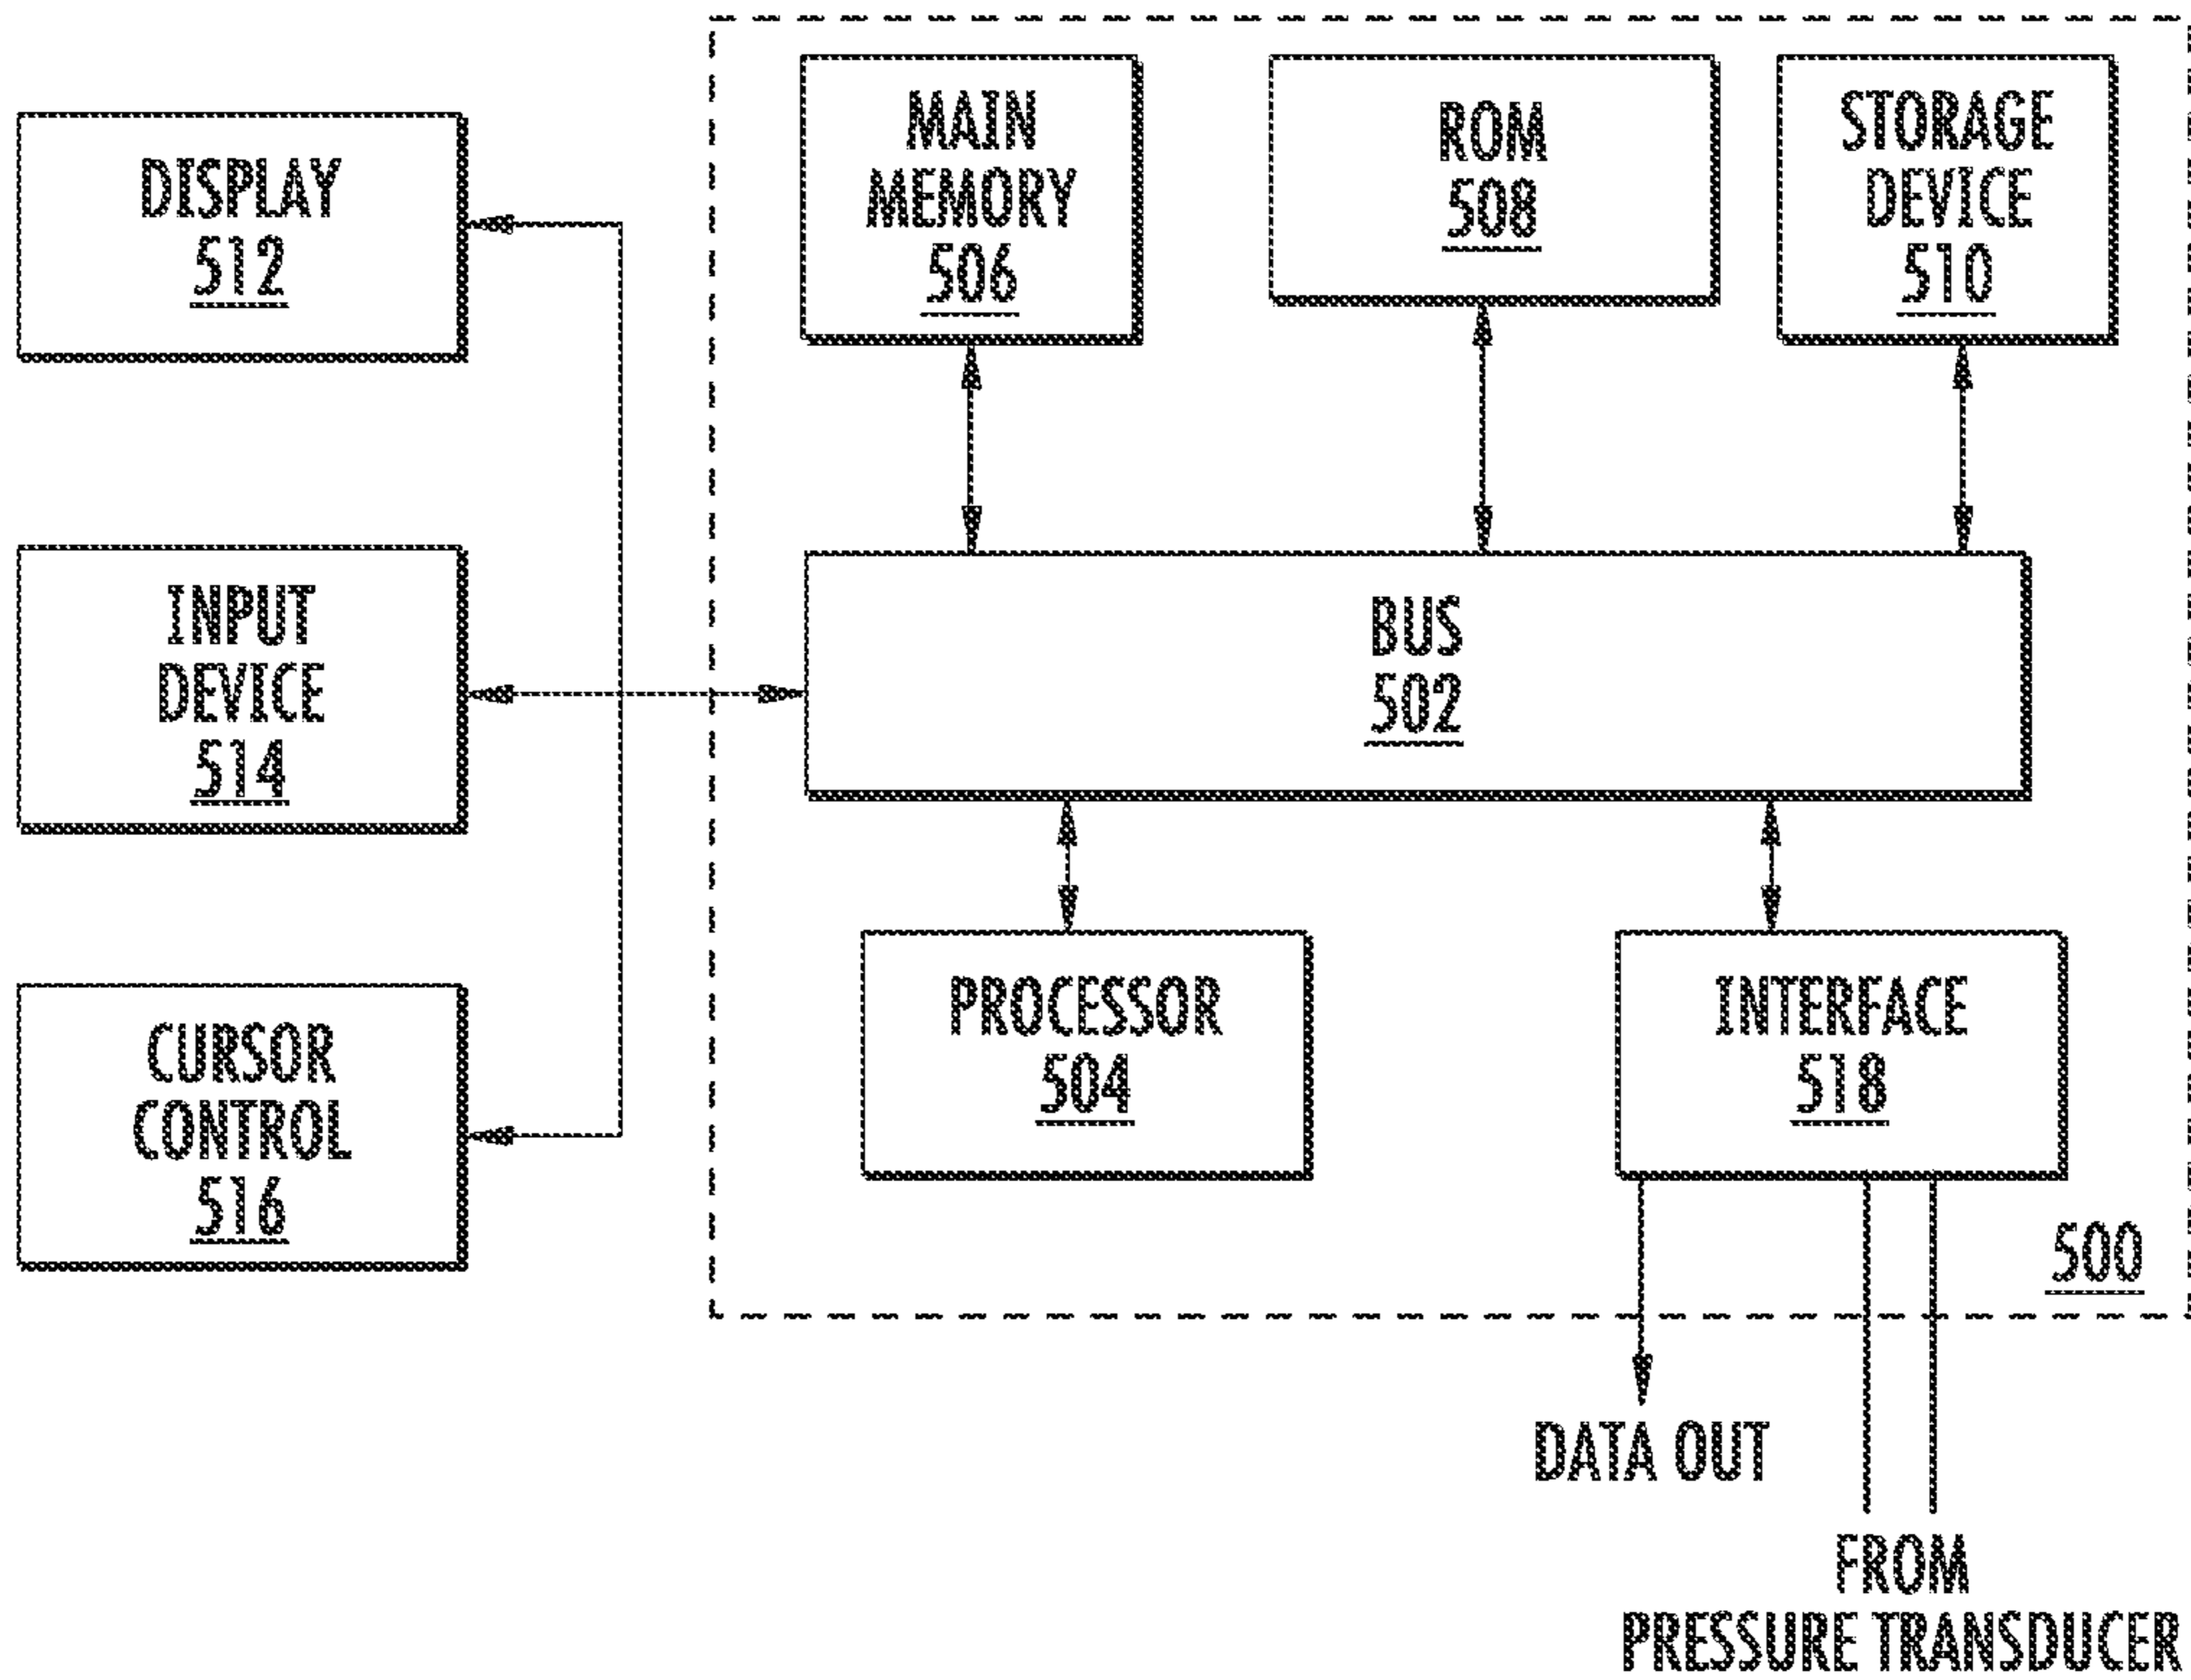 DISPLAY
512
INPUT
DEVICE
514
CURSOR
CONTROL
516
MAIN
MEMORY
506
ROM
508
STORAGE
DEVICE
510
BUS
502
PROCESSOR
504
INTERFACE
518
500
DATA OUT
FROM
PRESSURE TRANSDUCER